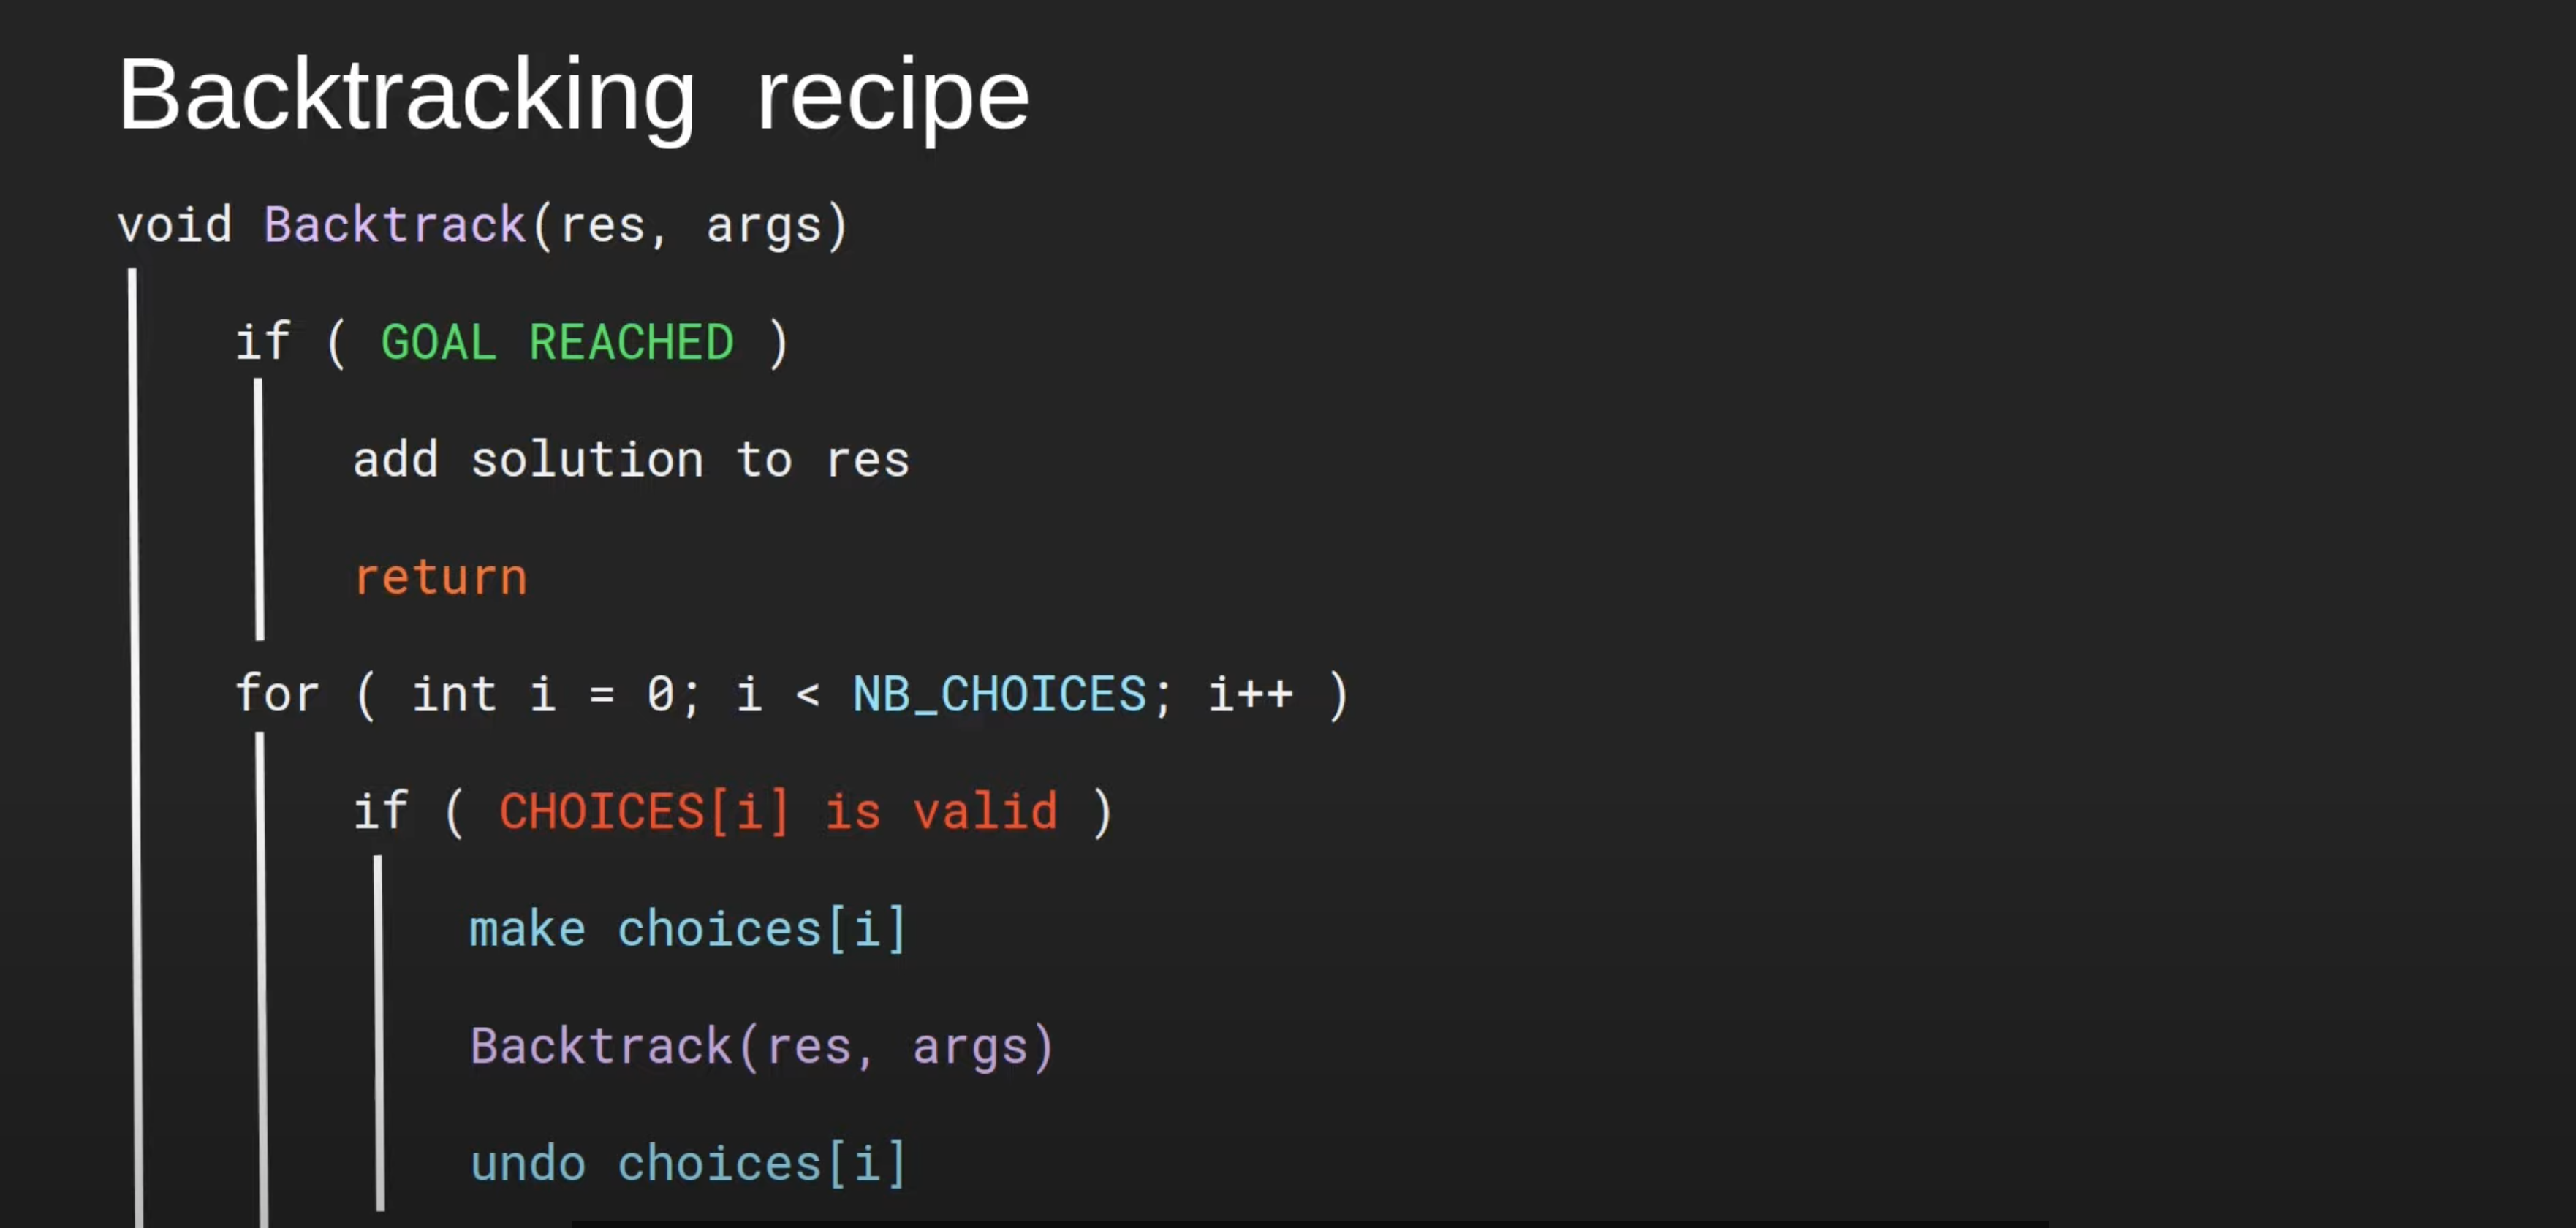 Backtracking recipe
void Backtrack(res, args)
if ( GOAL REACHED )
add solution to res
return
for ( int i = 0; i < NB_CHOICES; i++ )
if ( CHOICES[i] is valid )
make choices[i]
Backtrack(res, args)
undo choices[i]